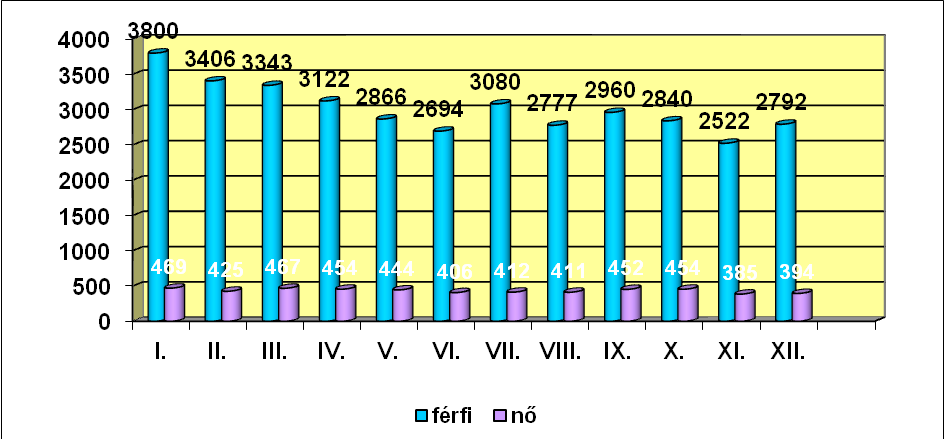 3800
4000
3406
3343
3500
3122
3080
2960
2866
2840
2777
2792
3000
2694
2522
2500
2000
1500
1000
469
425
467
454
444
406
412
411
452
454
385
394
500
0
I.
II.
III.
IV.
V.
VI.
VII.
VIII.
IX.
X.
XI.
XII.
férfi
nő